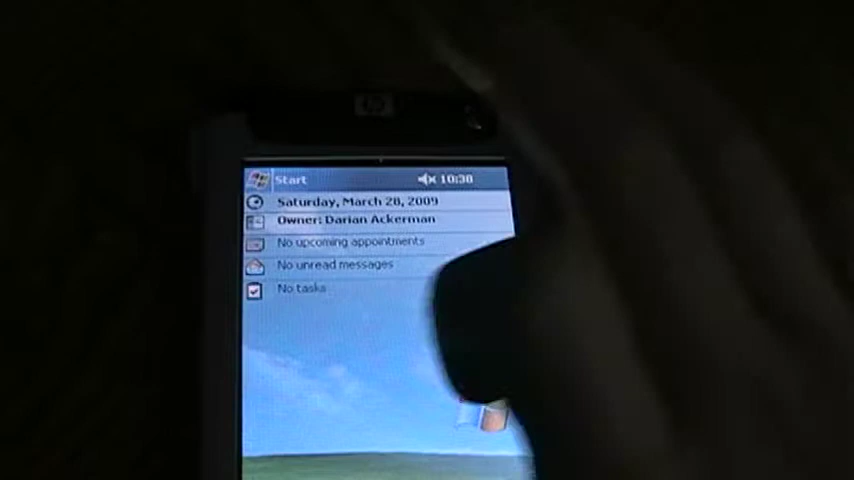 hp
Start 10:38
Saturday, March 28, 2009
Owner: Darian Ackerman
No upcoming appointments
No unread messages
No tasks